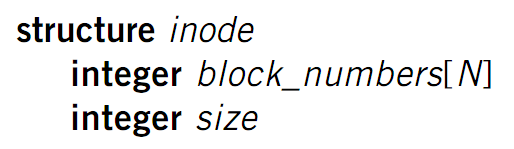 structure inode
integer block_numbers[N]
integer size